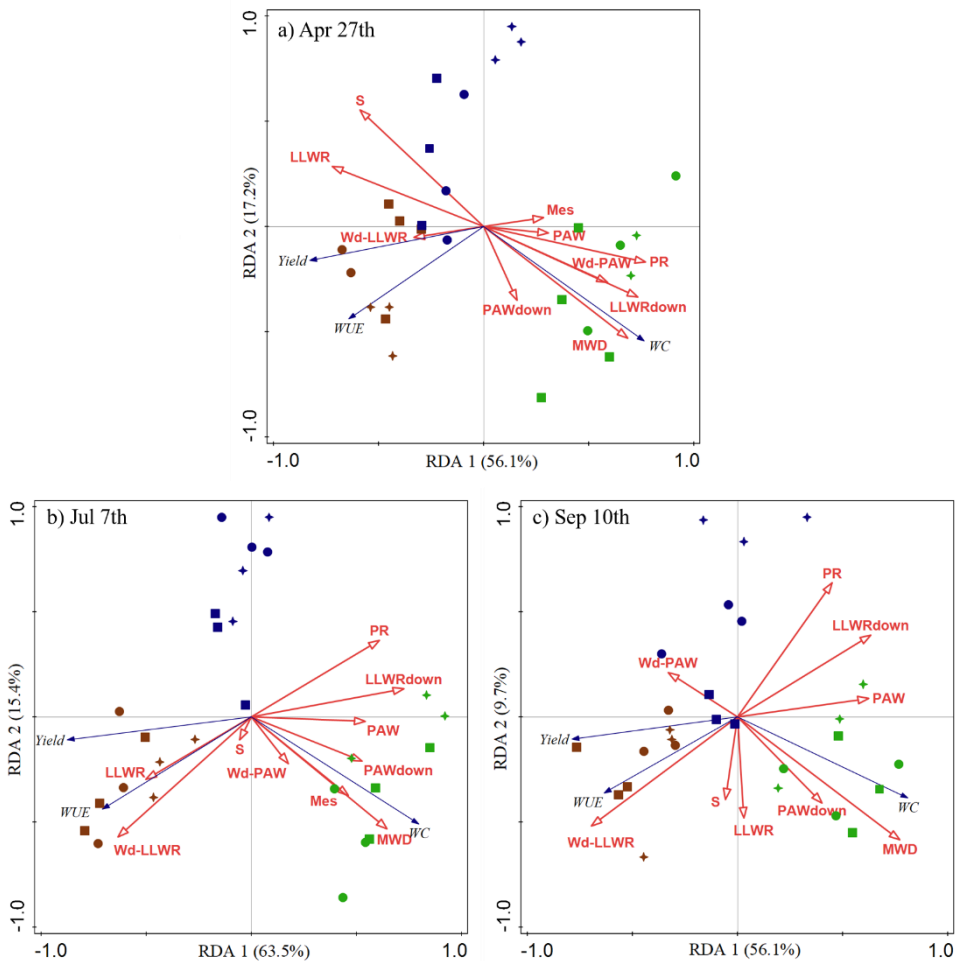 a) Apr 27th
1.0
S
LLWR
Mes
Wd-LLWR
PAW
Yield
Wd-PAW
PR
PAWdown
LLWRdown
WUE
MWD
WC
RDA 2 (17.2%)
-1.0
-1.0
RDA 1 (56.1%)
1.0
b) Jul 7th
1.0
PR
LLWRdown
PAW
Yield
S
Wd-PAW
PAWdown
LLWR
Mes
WUE
MWD
WC
Wd-LLWR
RDA 2 (15.4%)
-1.0
-1.0
RDA 1 (63.5%)
1.0
c) Sep 10th
1.0
PR
LLWRdown
Wd-PAW
PAW
Yield
WUE
S
PAWdown
WC
LLWR
Wd-LLWR
MWD
RDA 2 (9.7%)
-1.0
-1.0
RDA 1 (56.1%)
1.0